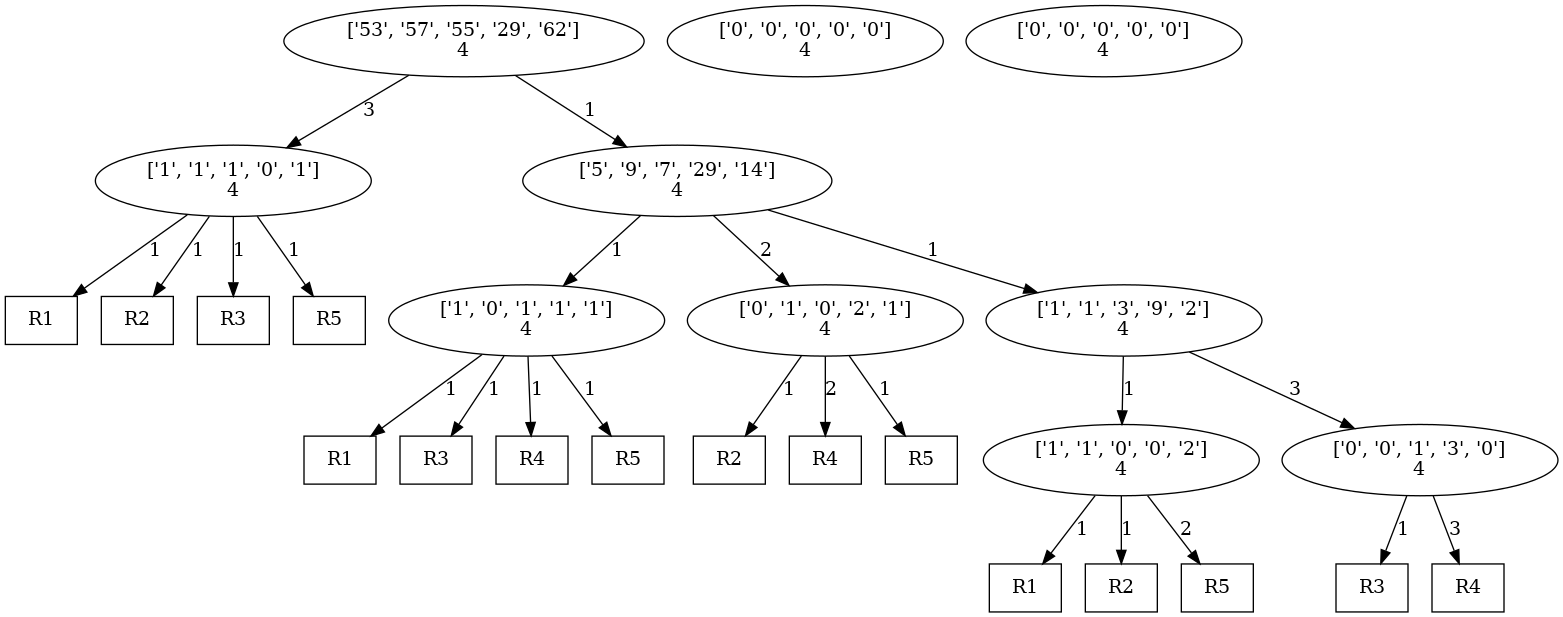 ['53', '57', '55', '29', '62']
4
['0', '0', '0', '0', '0']
4
['0', '0', '0', '0', '0']
4
3
1
['1', '1', '1', '0', '1']
4
['5', '9', '7', '29', '14']
4
1
1
1
1
1
2
1
R1
R2
R3
R5
['1', '0', '1', '1', '1']
4
['0', '1', '0', '2', '1']
4
['1', '1', '3', '9', '2']
4
1
1
1
1
1
2
1
1
3
R1
R3
R4
R5
R2
R4
R5
['1', '1', '0', '0', '2']
4
['0', '0', '1', '3', '0']
4
1
1
2
1
3
R1
R2
R5
R3
R4